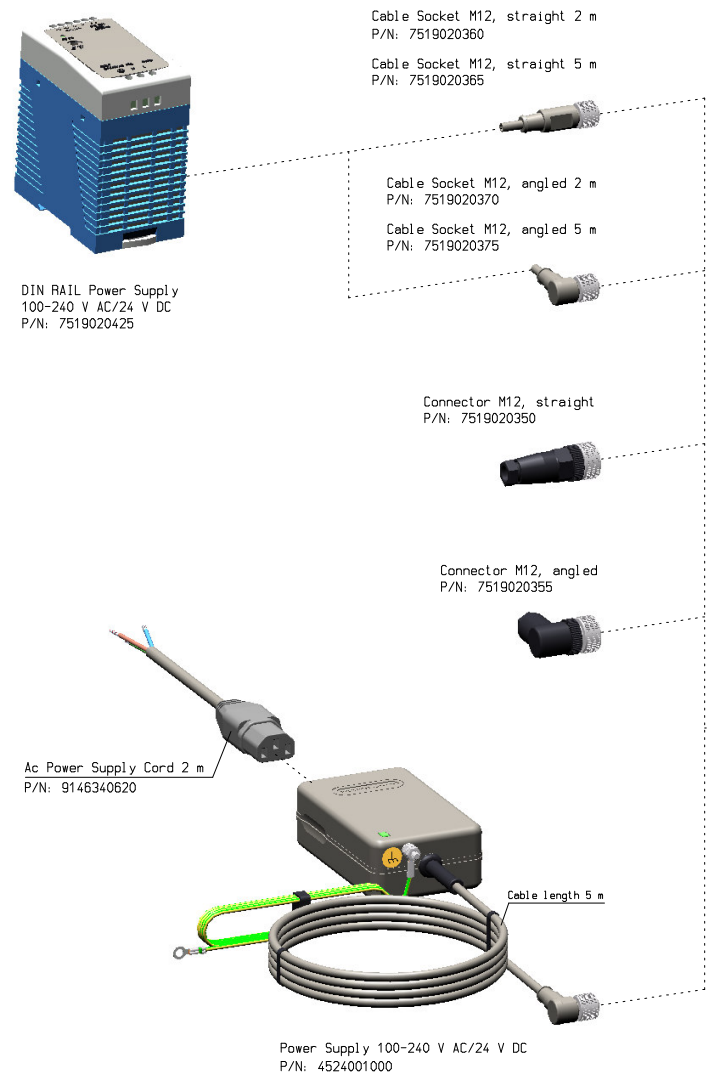 Cable Socket M12, straight 2 m
P/N: 7519020360
Cable Socket M12, straight 5 m
P/N: 7519020365
Cable Socket M12, angled 2 m
P/N: 7519020370
Cable Socket M12, angled 5 m
P/N: 7519020375
DIN RAIL Power Supply
100-240 V AC/24 V DC
P/N: 7519020425
Connector M12, straight
P/N: 7519020350
Connector M12, angled
P/N: 7519020355
Ac Power Supply Cord 2 m
P/N: 9146340620
Cable length 5 m
Power Supply 100-240 V AC/24 V DC
P/N: 4524001000